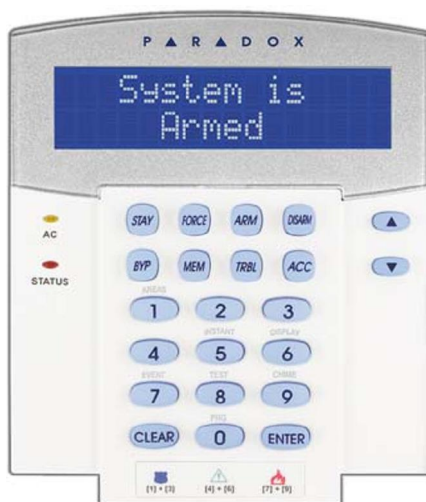 PARADOX
System is
Armed
AC
STATUS
STAY FORCE ARM DISARM
BYP MEM TRBL ACC
AREAS
1 2 3
INSTANT DISPLAY
4 5 6
EVENT TEST CHIME
7 8 9
PRG
CLEAR 0 ENTER
[1] + [3] [4] + [6] [7] + [9]